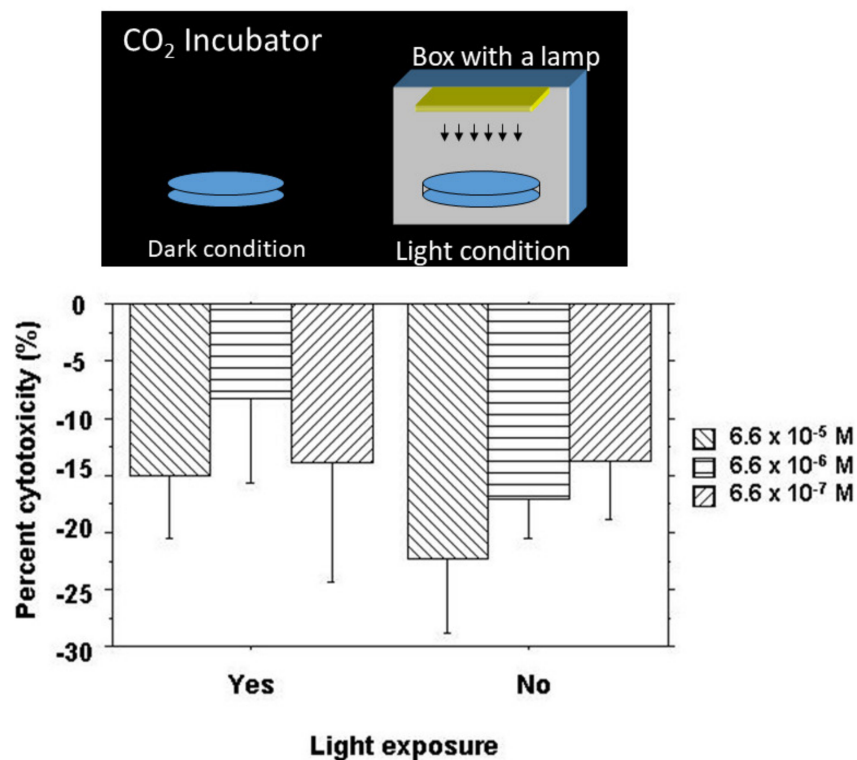 CO₂ Incubator
Box with a lamp
Dark condition
Light condition
0
-5
-10
-15
-20
-25
-30
Percent cytotoxicity (%)
6.6 x 10⁻⁵ M
6.6 x 10⁻⁶ M
6.6 x 10⁻⁷ M
Yes
No
Light exposure